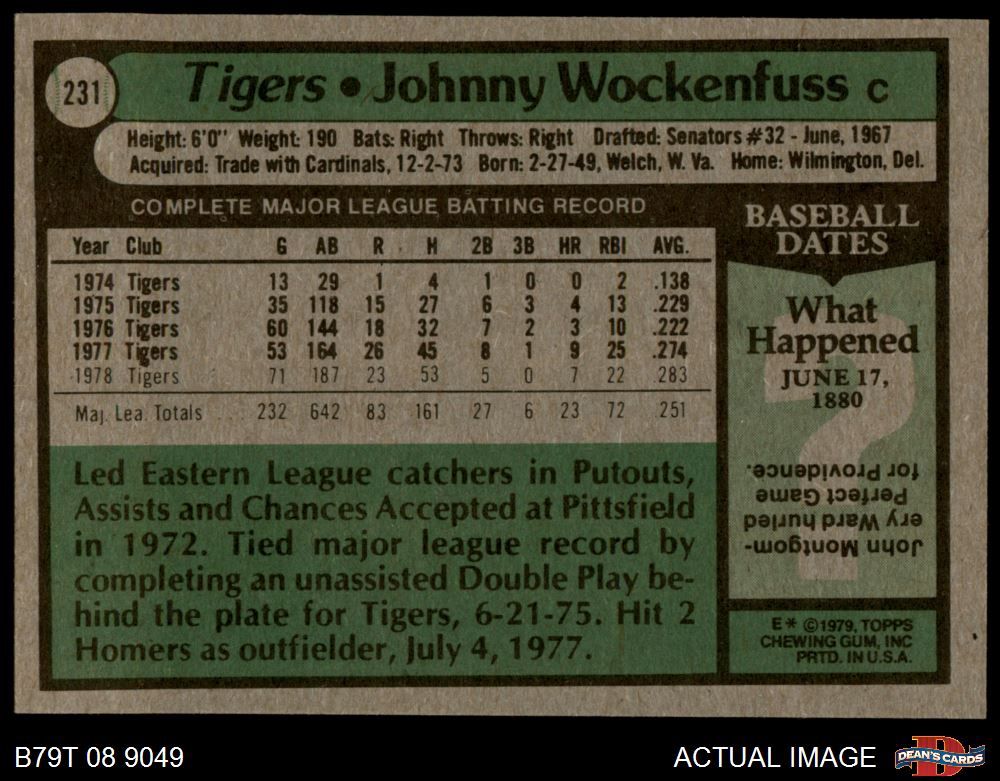 231
Tigers • Johnny Wockenfuss C
Height: 6'0" Weight: 190 Bats: Right Throws: Right Drafted: Senators #32 - June, 1967
Acquired: Trade with Cardinals, 12-2-73 Born: 2-27-49, Welch, W. Va. Home: Wilmington, Del.
COMPLETE MAJOR LEAGUE BATTING RECORD
Year Club G AB R H 2B 3B HR RBI AVG.
1974 Tigers 13 29 1 4 1 0 0 2 .138
1975 Tigers 35 118 15 27 6 3 4 13 .229
1976 Tigers 60 144 18 32 7 2 3 10 .222
1977 Tigers 53 164 26 45 8 1 9 25 .274
1978 Tigers 71 187 23 53 5 0 7 22 .283
Maj. Lea. Totals 232 642 83 161 27 6 23 72 .251
Led Eastern League catchers in Putouts,
Assists and Chances Accepted at Pittsfield
in 1972. Tied major league record by
completing an unassisted Double Play be-
hind the plate for Tigers, 6-21-75. Hit 2
Homers as outfielder, July 4, 1977.
BASEBALL
DATES
What
Happened
JUNE 17,
1880
John Montgom-
ery Ward hurled
Perfect Game
for Providence.
E* ©1979, TOPPS
CHEWING GUM, INC
PRTD. IN U.S.A.
B79T 08 9049
ACTUAL IMAGE
D
DEAN'S CARDS